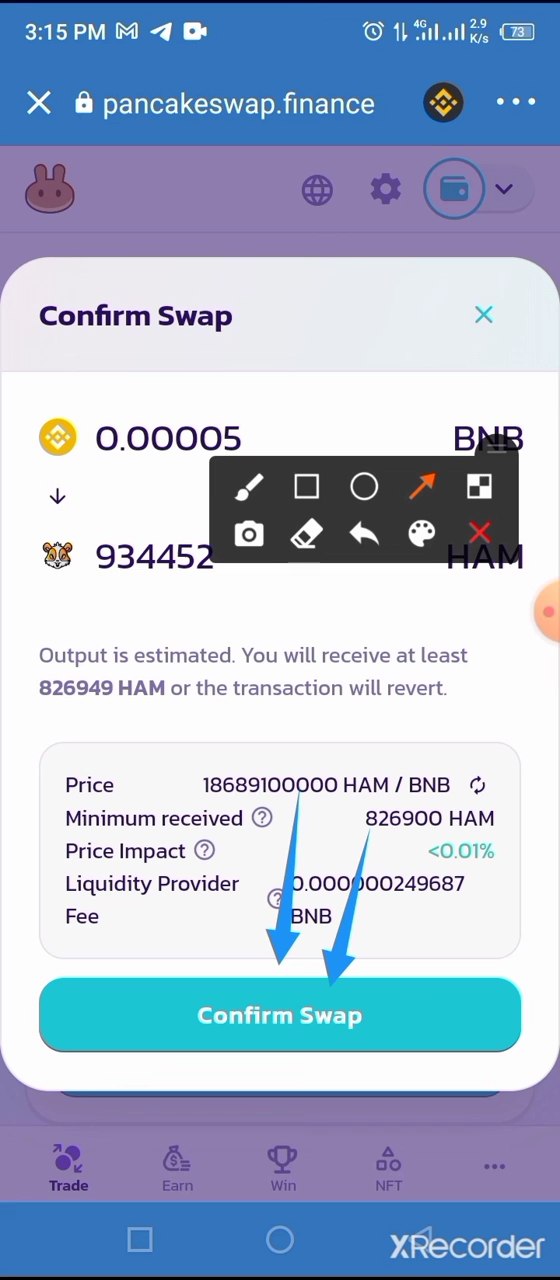 3:15 PM 4G 2.9 K/s 73
pancakeswap.finance
Confirm Swap
0.00005 BNB
934452 HAM
Output is estimated. You will receive at least
826949 HAM or the transaction will revert.
Price 18689100000 HAM / BNB
Minimum received 826900 HAM
Price Impact <0.01%
Liquidity Provider 0.000000249687
Fee BNB
Confirm Swap
Trade Earn Win NFT
XRecorder